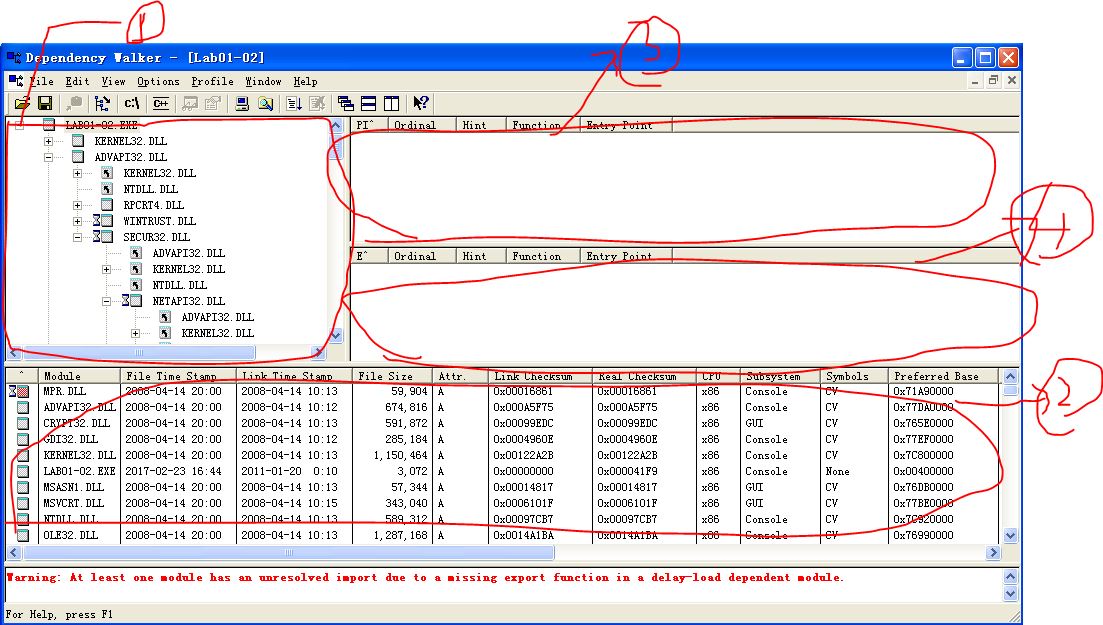 1
3
Dependency Walker - [Lab01-02]
File Edit View Options Profile Window Help
c:\ C++
LAB01-02.EXE
KERNEL32.DLL
ADVAPI32.DLL
KERNEL32.DLL
NTDLL.DLL
RPCRT4.DLL
WINTRUST.DLL
SECUR32.DLL
ADVAPI32.DLL
KERNEL32.DLL
NTDLL.DLL
NETAPI32.DLL
ADVAPI32.DLL
KERNEL32.DLL
PI^ Ordinal Hint Function Entry Point
4
E^ Ordinal Hint Function Entry Point
2
^ Module File Time Stamp Link Time Stamp File Size Attr. Link Checksum Real Checksum CPU Subsystem Symbols Preferred Base
MPR.DLL 2008-04-14 20:00 2008-04-14 10:13 59,904 A 0x00016861 0x00016861 x86 Console CV 0x71A90000
ADVAPI32.DLL 2008-04-14 20:00 2008-04-14 10:12 674,816 A 0x000A5F75 0x000A5F75 x86 Console CV 0x77DA0000
CRYPT32.DLL 2008-04-14 20:00 2008-04-14 10:13 591,872 A 0x00099EDC 0x00099EDC x86 GUI CV 0x765E0000
GDI32.DLL 2008-04-14 20:00 2008-04-14 10:12 285,184 A 0x0004960E 0x0004960E x86 Console CV 0x77EF0000
KERNEL32.DLL 2008-04-14 20:00 2008-04-14 10:13 1,150,464 A 0x00122A2B 0x00122A2B x86 Console CV 0x7C800000
LAB01-02.EXE 2017-02-23 16:44 2011-01-20 0:10 3,072 A 0x00000000 0x000041F9 x86 Console None 0x00400000
MSASN1.DLL 2008-04-14 20:00 2008-04-14 10:13 57,344 A 0x00014817 0x00014817 x86 GUI CV 0x76DB0000
MSVCRT.DLL 2008-04-14 20:00 2008-04-14 10:15 343,040 A 0x0006101F 0x0006101F x86 GUI CV 0x77BE0000
NTDLL.DLL 2008-04-14 20:00 2008-04-14 10:13 589,312 A 0x00097CB7 0x00097CB7 x86 Console CV 0x7C920000
OLE32.DLL 2008-04-14 20:00 2008-04-14 10:13 1,287,168 A 0x0014A1BA 0x0014A1BA x86 Console CV 0x76990000
Warning: At least one module has an unresolved import due to a missing export function in a delay-load dependent module.
For Help, press F1